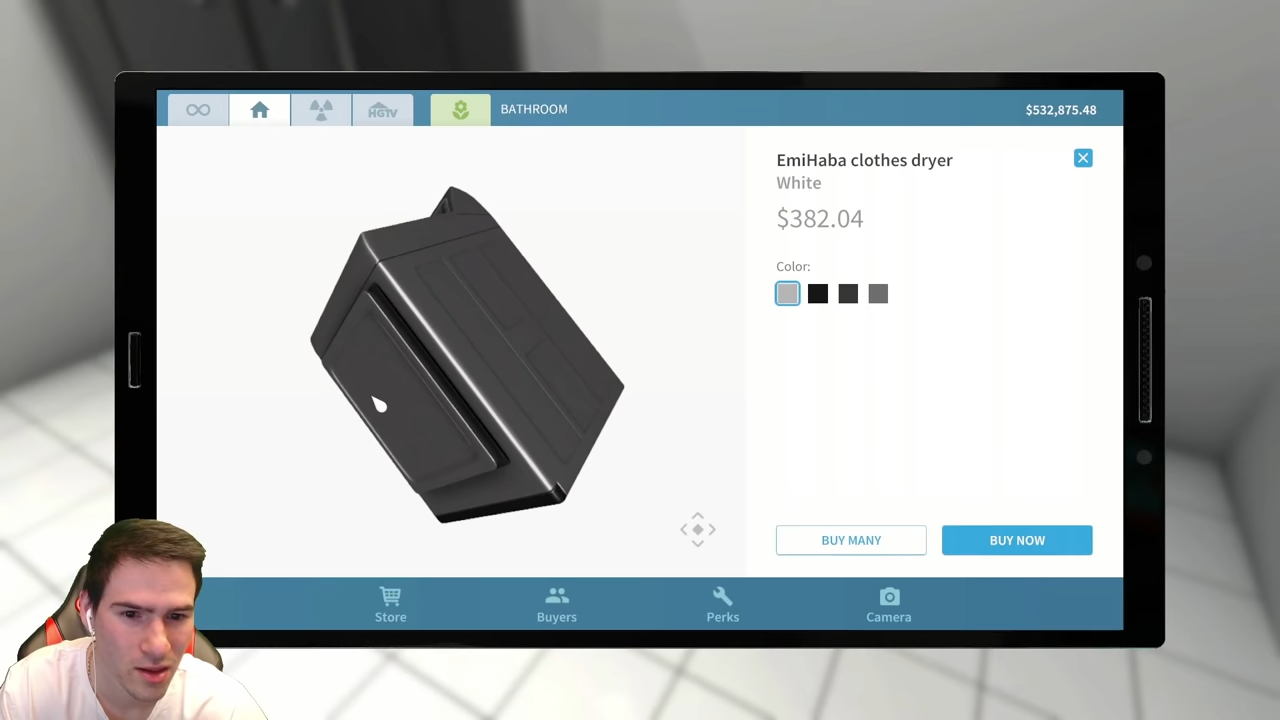 HGTV
BATHROOM
$532,875.48
EmiHaba clothes dryer
White
$382.04
Color:
BUY MANY
BUY NOW
Store
Buyers
Perks
Camera